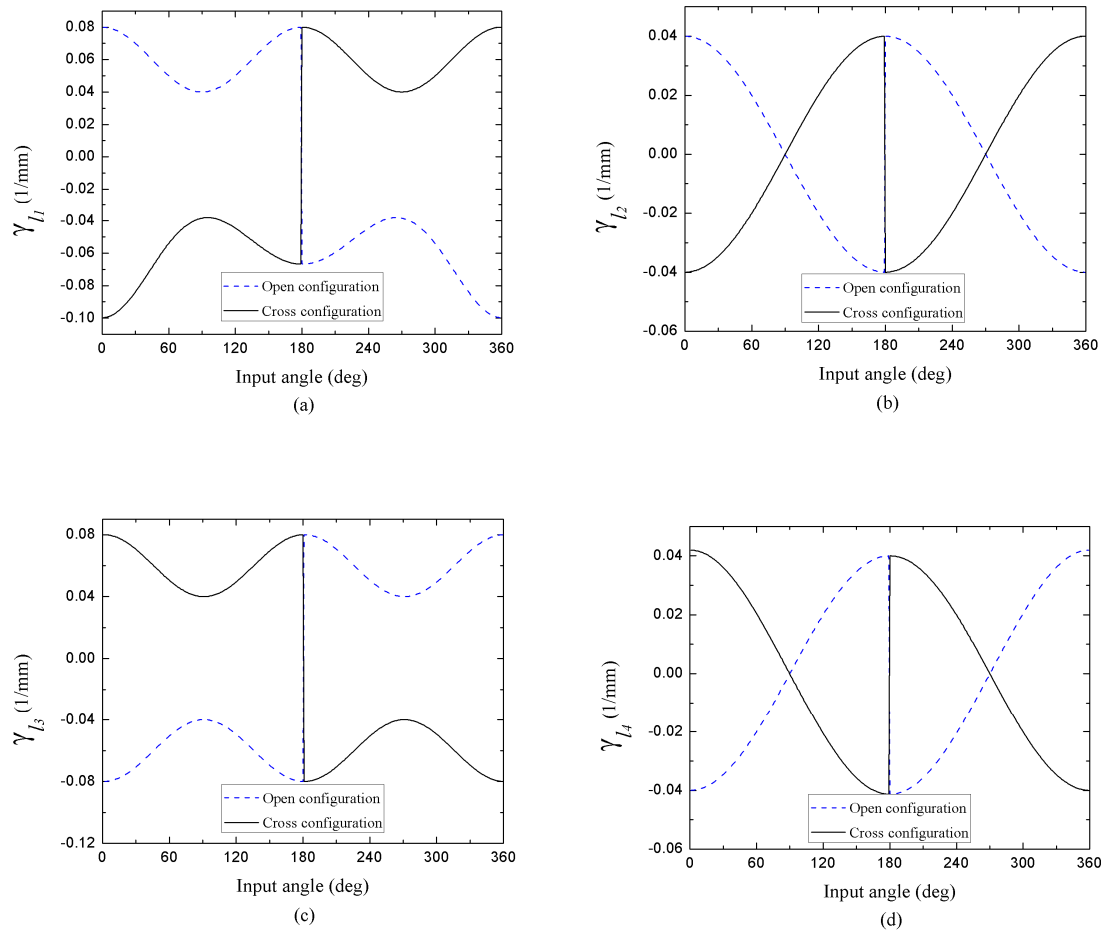 0.08
0.06
0.04
0.02
0.00
-0.02
-0.04
-0.06
-0.08
-0.10
γl1 (1/mm)
Open configuration
Cross configuration
0 60 120 180 240 300 360
Input angle (deg)
(a)
0.04
0.02
0.00
-0.02
-0.04
-0.06
γl2 (1/mm)
Open configuration
Cross configuration
0 60 120 180 240 300 360
Input angle (deg)
(b)
0.08
0.04
0.00
-0.04
-0.08
-0.12
γl3 (1/mm)
Open configuration
Cross configuration
0 60 120 180 240 300 360
Input angle (deg)
(c)
0.04
0.02
0.00
-0.02
-0.04
-0.06
γl4 (1/mm)
Open configuration
Cross configuration
0 60 120 180 240 300 360
Input angle (deg)
(d)